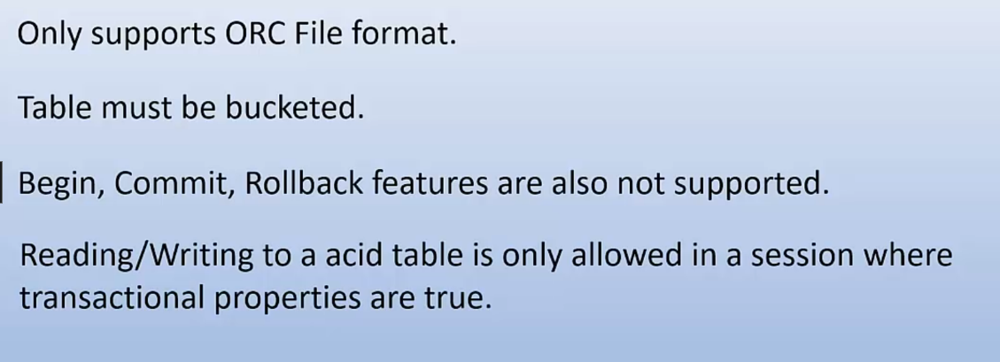 Only supports ORC File format.
Table must be bucketed.
Begin, Commit, Rollback features are also not supported.
Reading/Writing to a acid table is only allowed in a session where
transactional properties are true.